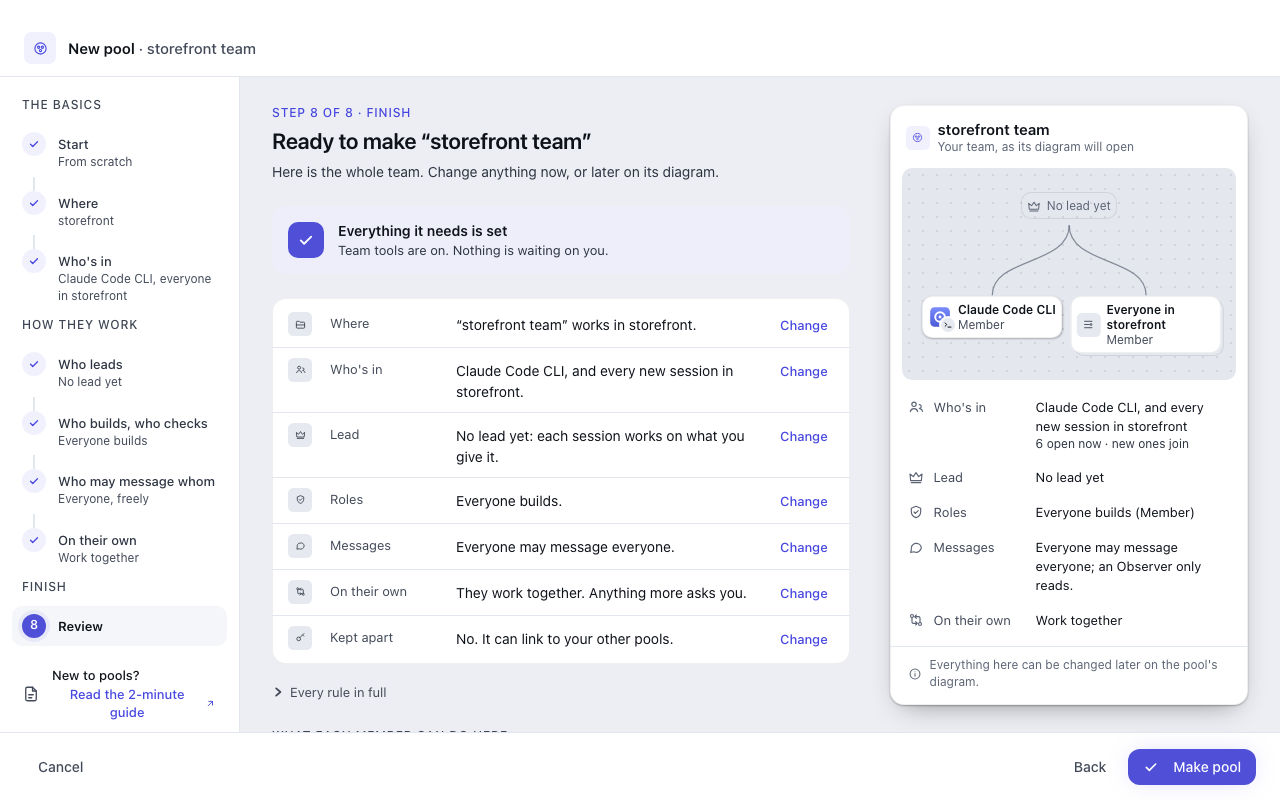 New pool · storefront team
THE BASICS
Start
From scratch
Where
storefront
Who's in
Claude Code CLI, everyone
in storefront
HOW THEY WORK
Who leads
No lead yet
Who builds, who checks
Everyone builds
Who may message whom
Everyone, freely
On their own
Work together
FINISH
8
Review
New to pools?
Read the 2-minute
guide
STEP 8 OF 8 · FINISH
Ready to make “storefront team”
Here is the whole team. Change anything now, or later on its diagram.
Everything it needs is set
Team tools are on. Nothing is waiting on you.
Where
“storefront team” works in storefront.
Change
Who's in
Claude Code CLI, and every new session in
storefront.
Change
Lead
No lead yet: each session works on what you
give it.
Change
Roles
Everyone builds.
Change
Messages
Everyone may message everyone.
Change
On their own
They work together. Anything more asks you.
Change
Kept apart
No. It can link to your other pools.
Change
Every rule in full
WHAT EACH MEMBER CAN DO HERE
storefront team
Your team, as its diagram will open
No lead yet
Claude Code CLI
Member
Everyone in
storefront
Member
Who's in
Claude Code CLI, and every
new session in storefront
6 open now · new ones join
Lead
No lead yet
Roles
Everyone builds (Member)
Messages
Everyone may message
everyone; an Observer only
reads.
On their own
Work together
Everything here can be changed later on the pool's
diagram.
Cancel
Back
Make pool